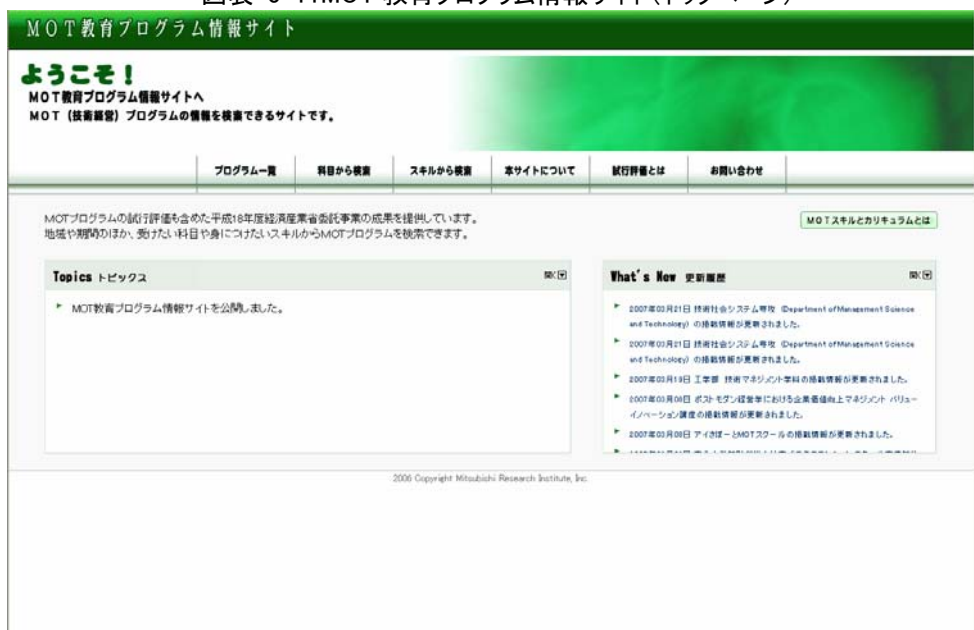 MOT教育プログラム情報サイト
ようこそ！
MOT教育プログラム情報サイトへ
MOT（技術経営）プログラムの情報を検索できるサイトです。
プログラム一覧 科目から検索 スキルから検索 本サイトについて 試行評価とは お問い合わせ
MOTプログラムの試行評価も含めた平成18年度経済産業省委託事業の成果を提供しています。
地域や期間のほか、受けたい科目や身につけたいスキルからMOTプログラムを検索できます。
MOTスキルとカリキュラムとは
Topics トピックス
開く
MOT教育プログラム情報サイトを公開しました。
What's New 更新履歴
開く
2007年03月21日 技術社会システム専攻 (Department of Management Science
and Technology) の掲載情報が更新されました。
2007年03月21日 技術社会システム専攻 (Department of Management Science
and Technology) の掲載情報が更新されました。
2007年03月19日 工学部 技術マネジメント学科の掲載情報が更新されました。
2007年03月08日 ポストモダン経営学における企業価値向上マネジメント バリュー
イノベーション講座の掲載情報が更新されました。
2007年03月08日 アイさぽーとMOTスクールの掲載情報が更新されました。
2006 Copyright Mitsubishi Research Institute, Inc.